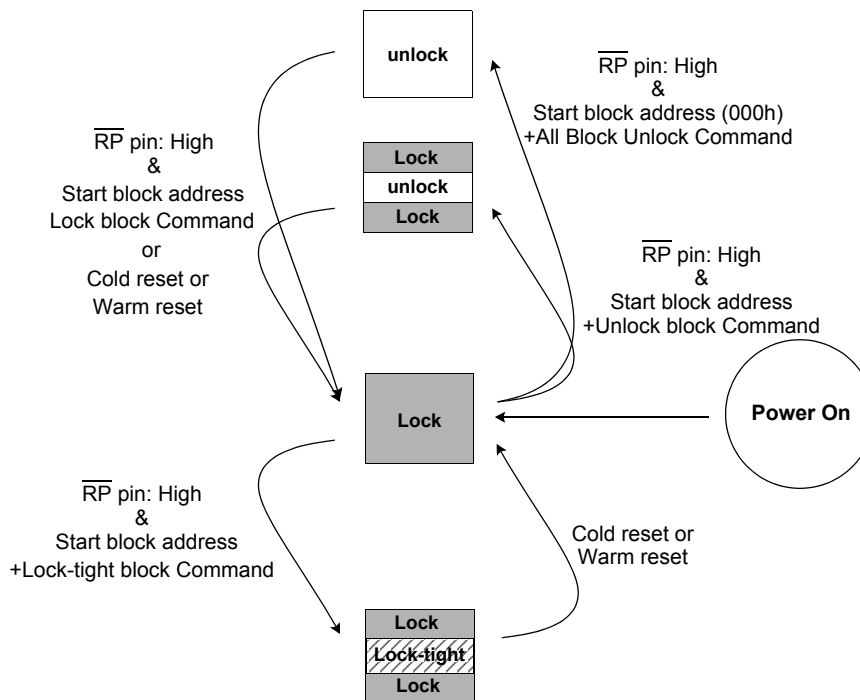 unlock
RP pin: High
&
Start block address (000h)
+All Block Unlock Command
RP pin: High
&
Start block address
Lock block Command
or
Cold reset or
Warm reset
Lock
unlock
Lock
RP pin: High
&
Start block address
+Unlock block Command
Lock
Power On
RP pin: High
&
Start block address
+Lock-tight block Command
Cold reset or
Warm reset
Lock
Lock-tight
Lock